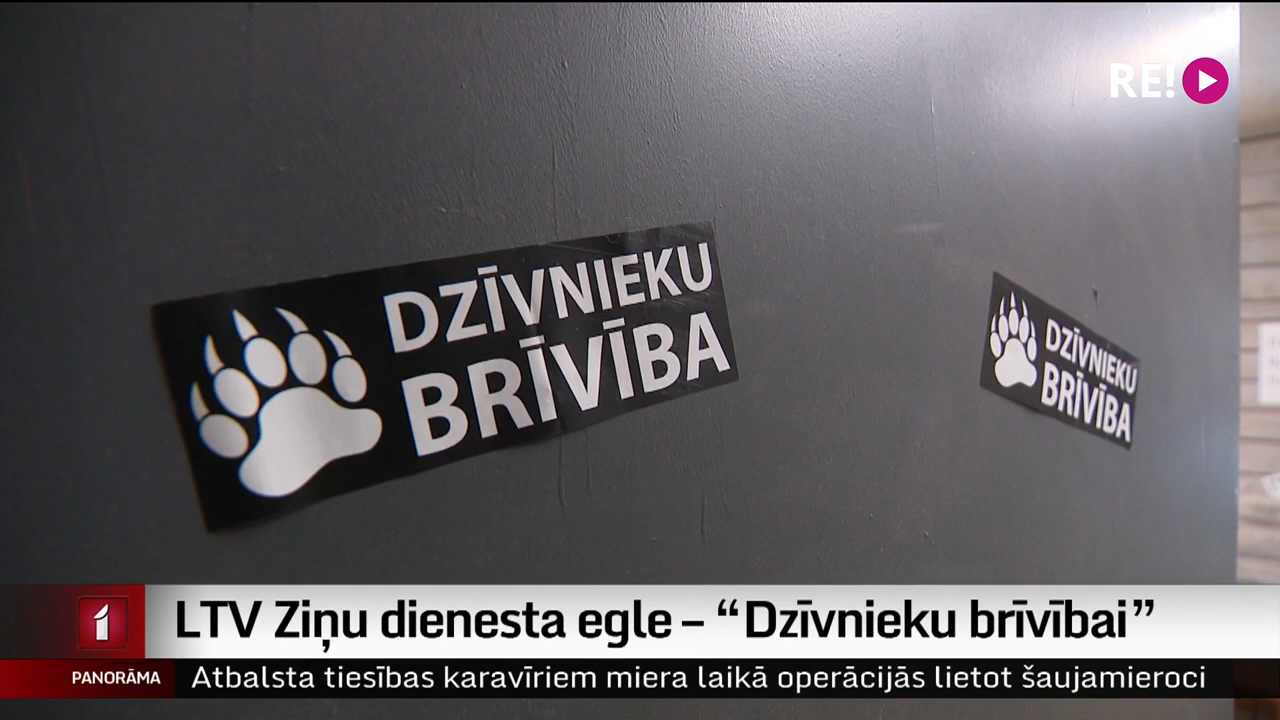 RE!
DZĪVNIEKU
BRĪVĪBA
DZĪVNIEKU
BRĪVĪBA
1
LTV Ziņu dienesta egle – “Dzīvnieku brīvībai”
PANORĀMA
Atbalsta tiesības karavīriem miera laikā operācijās lietot šaujamieroci